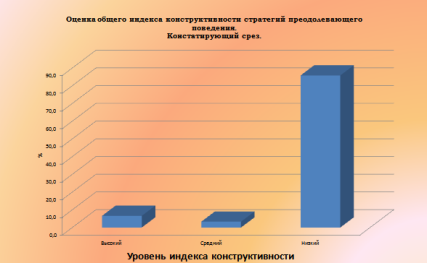 Оценка общего индекса конструктивности стратегий преодолевающего
поведения.
Констатирующий срез.
90,0
80,0
70,0
60,0
50,0
40,0
30,0
20,0
10,0
0,0
%
Высокий Средний Низкий
Уровень индекса конструктивности